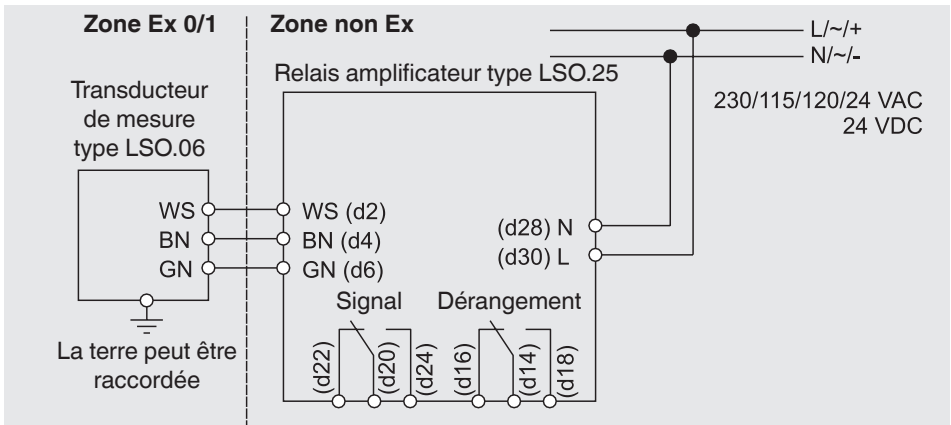 Zone Ex 0/1
Zone non Ex
L/~/+
N/~/-
Relais amplificateur type LSO.25
230/115/120/24 VAC
24 VDC
Transducteur
de mesure
type LSO.06
WS
BN
GN
WS (d2)
BN (d4)
GN (d6)
(d28) N
(d30) L
Signal
Dérangement
(d22)
(d20)
(d24)
(d16)
(d14)
(d18)
La terre peut être
raccordée